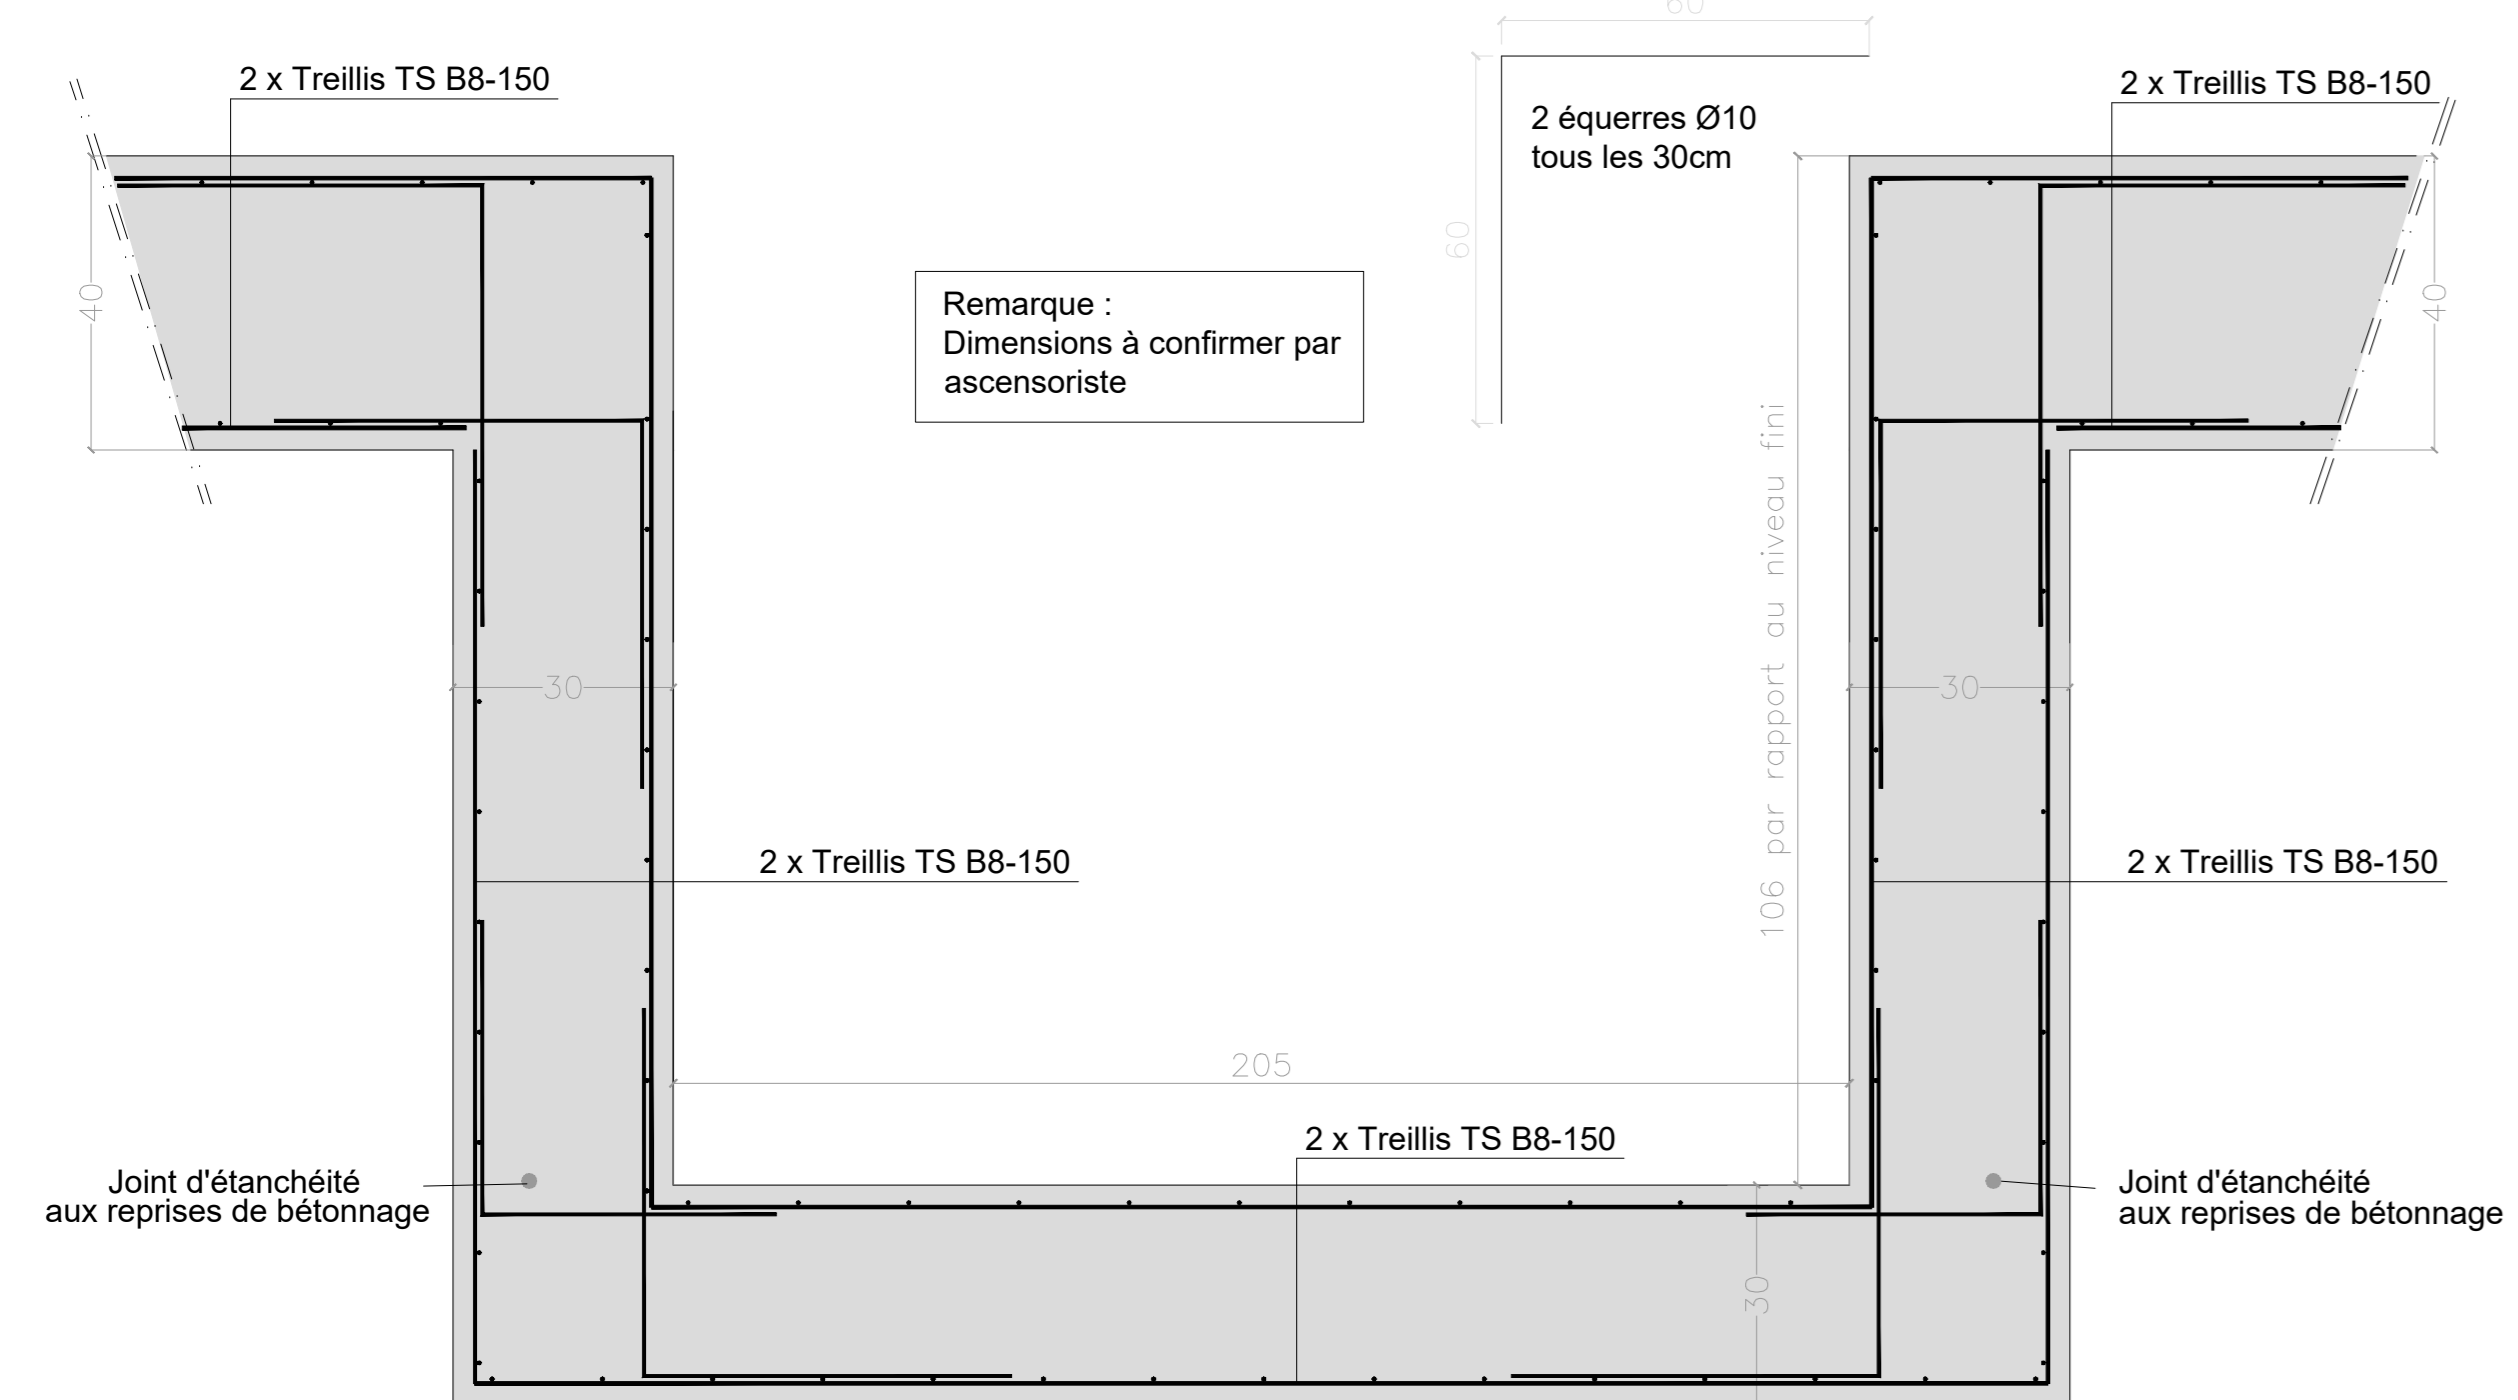 60
2 x Treillis TS B8-150
2 x Treillis TS B8-150
2 équerres Ø10
tous les 30cm
60
40
40
Remarque :
Dimensions à confirmer par
ascensoriste
106 par rapport au niveau fini
30
30
2 x Treillis TS B8-150
2 x Treillis TS B8-150
205
2 x Treillis TS B8-150
Joint d'étanchéité
aux reprises de bétonnage
Joint d'étanchéité
aux reprises de bétonnage
30